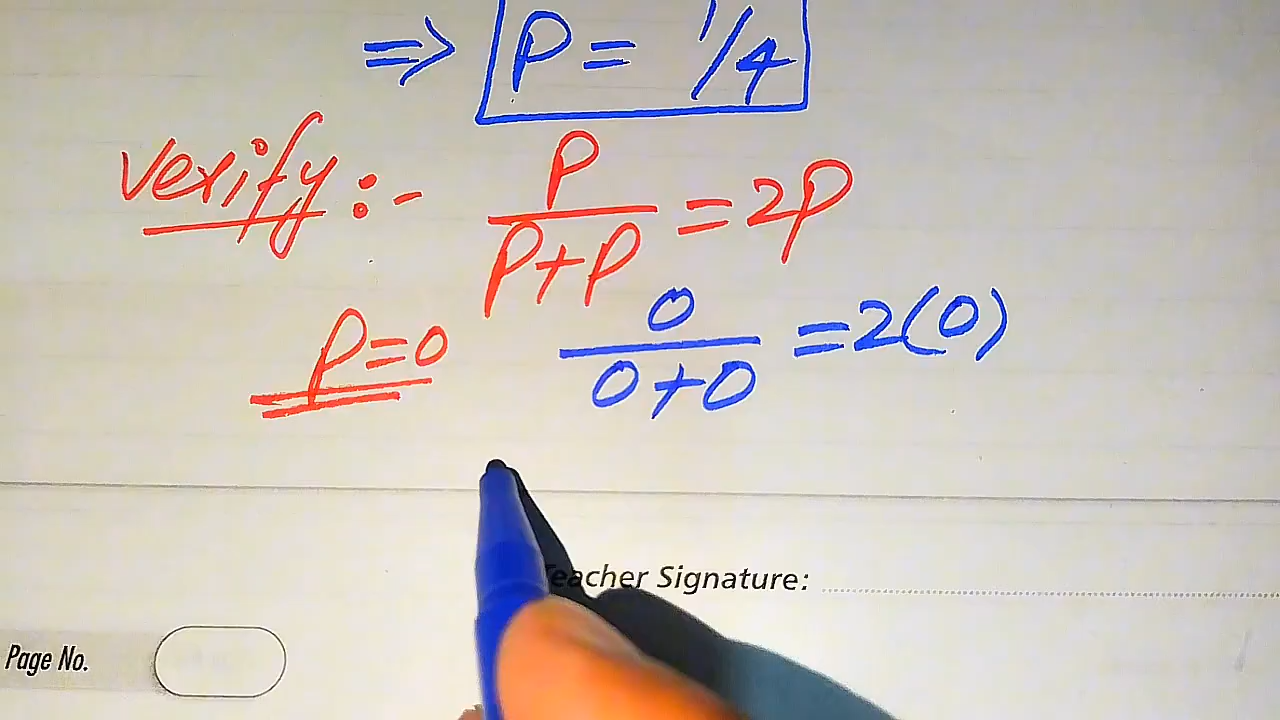 => P = 1/4
Verify :- P/P+P = 2P
P=0 0/0+0 = 2(0)
Teacher Signature:
Page No.